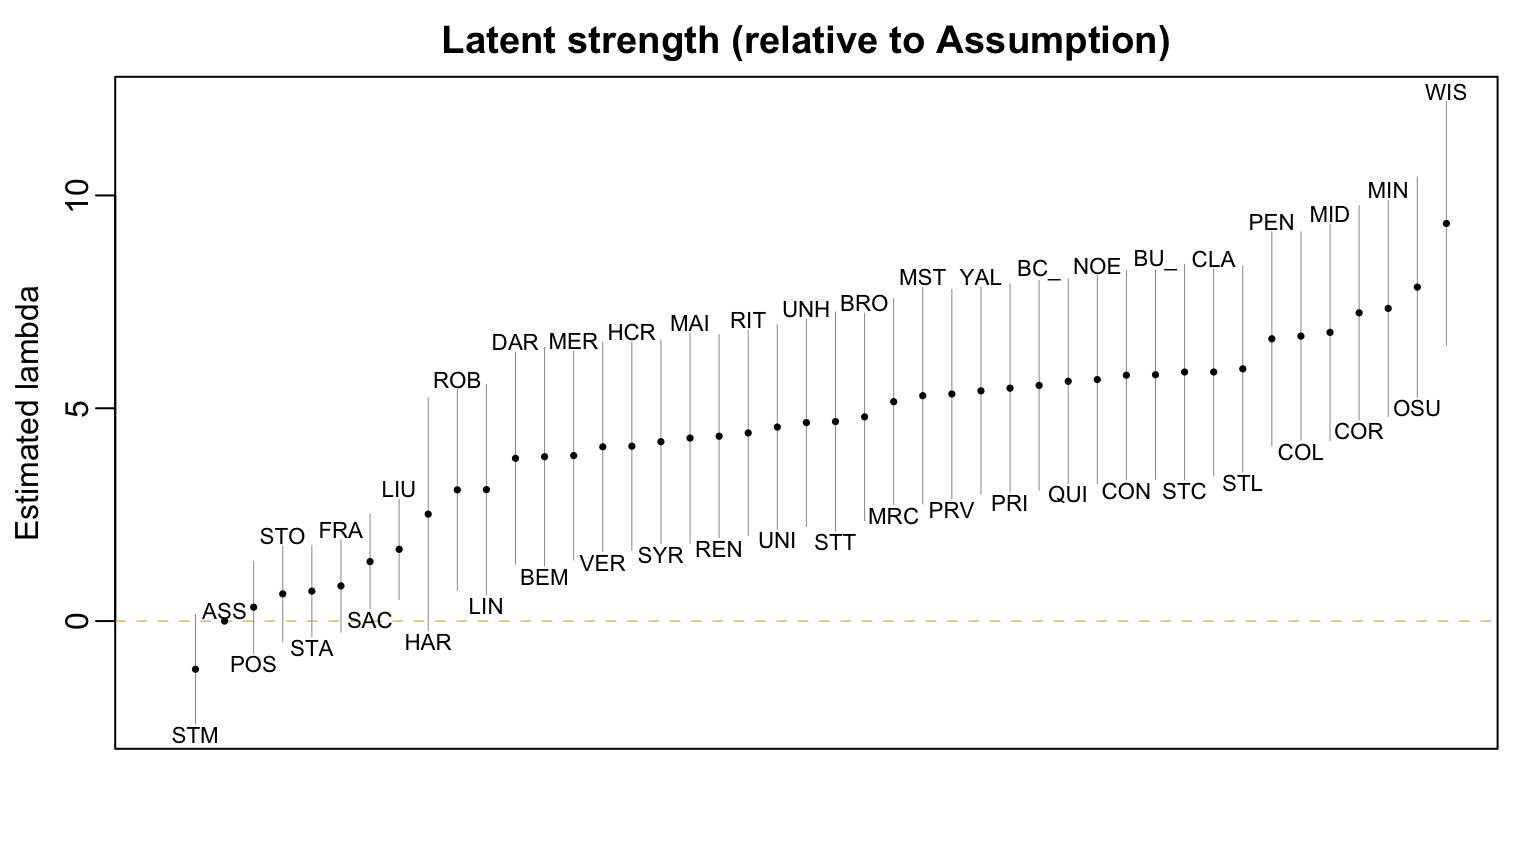 Latent strength (relative to Assumption)
Estimated lambda
10
5
0
STM
ASS
POS
STO
STA
FRA
SAC
LIU
HAR
ROB
LIN
DAR
BEM
MER
VER
HCR
SYR
MAI
REN
RIT
UNI
UNH
STT
BRO
MRC
MST
PRV
YAL
PRI
BC_
QUI
NOE
CON
BU_
STC
CLA
STL
PEN
COL
MID
COR
MIN
OSU
WIS